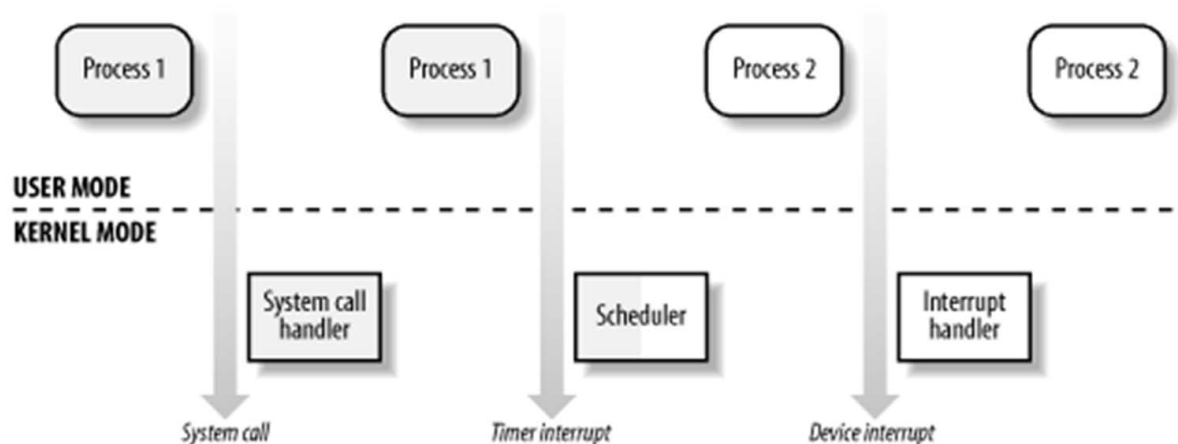 Process 1
Process 1
Process 2
Process 2
USER MODE
KERNEL MODE
System call
handler
Scheduler
Interrupt
handler
System call
Timer interrupt
Device interrupt